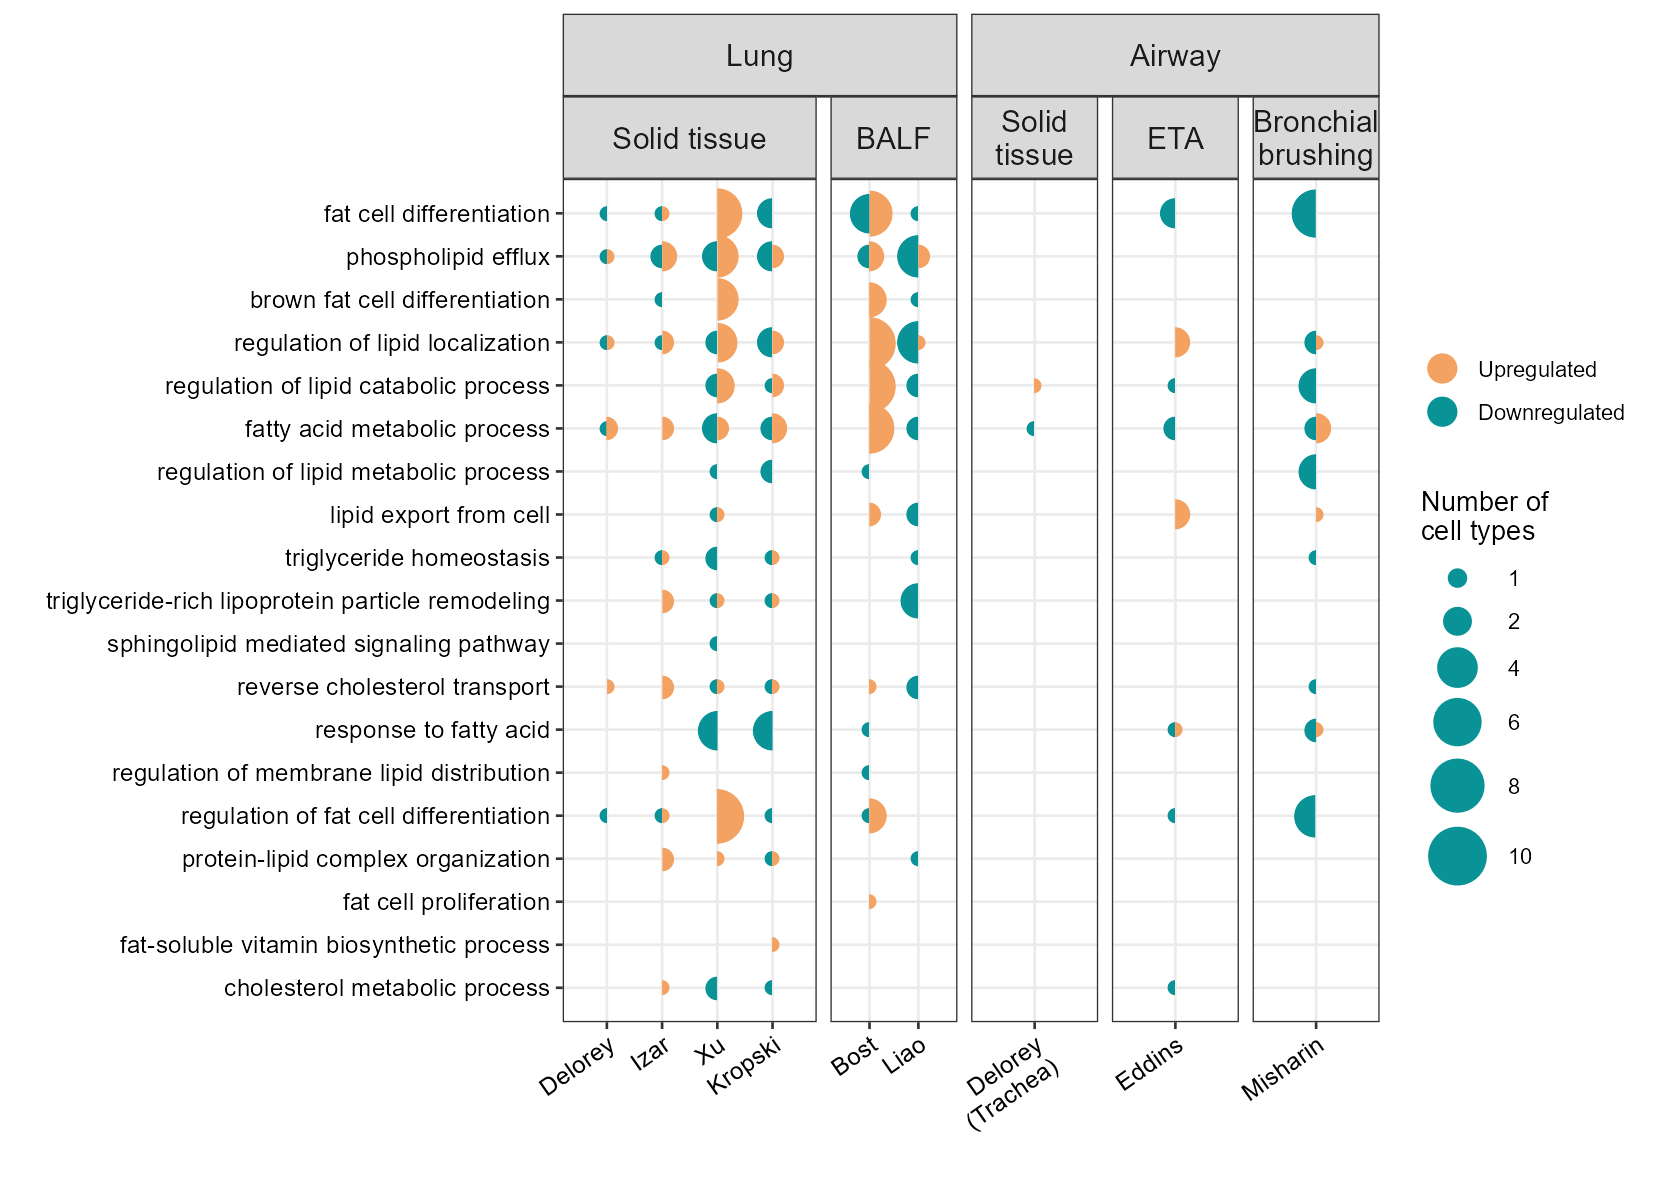 Lung
Airway
Solid tissue
BALF
Solid
tissue
ETA
Bronchial
brushing
fat cell differentiation
phospholipid efflux
brown fat cell differentiation
regulation of lipid localization
regulation of lipid catabolic process
fatty acid metabolic process
regulation of lipid metabolic process
lipid export from cell
triglyceride homeostasis
triglyceride-rich lipoprotein particle remodeling
sphingolipid mediated signaling pathway
reverse cholesterol transport
response to fatty acid
regulation of membrane lipid distribution
regulation of fat cell differentiation
protein-lipid complex organization
fat cell proliferation
fat-soluble vitamin biosynthetic process
cholesterol metabolic process
Delorey
Izar
Xu
Kropski
Bost
Liao
Delorey
(Trachea)
Eddins
Misharin
Upregulated
Downregulated
Number of
cell types
1
2
4
6
8
10